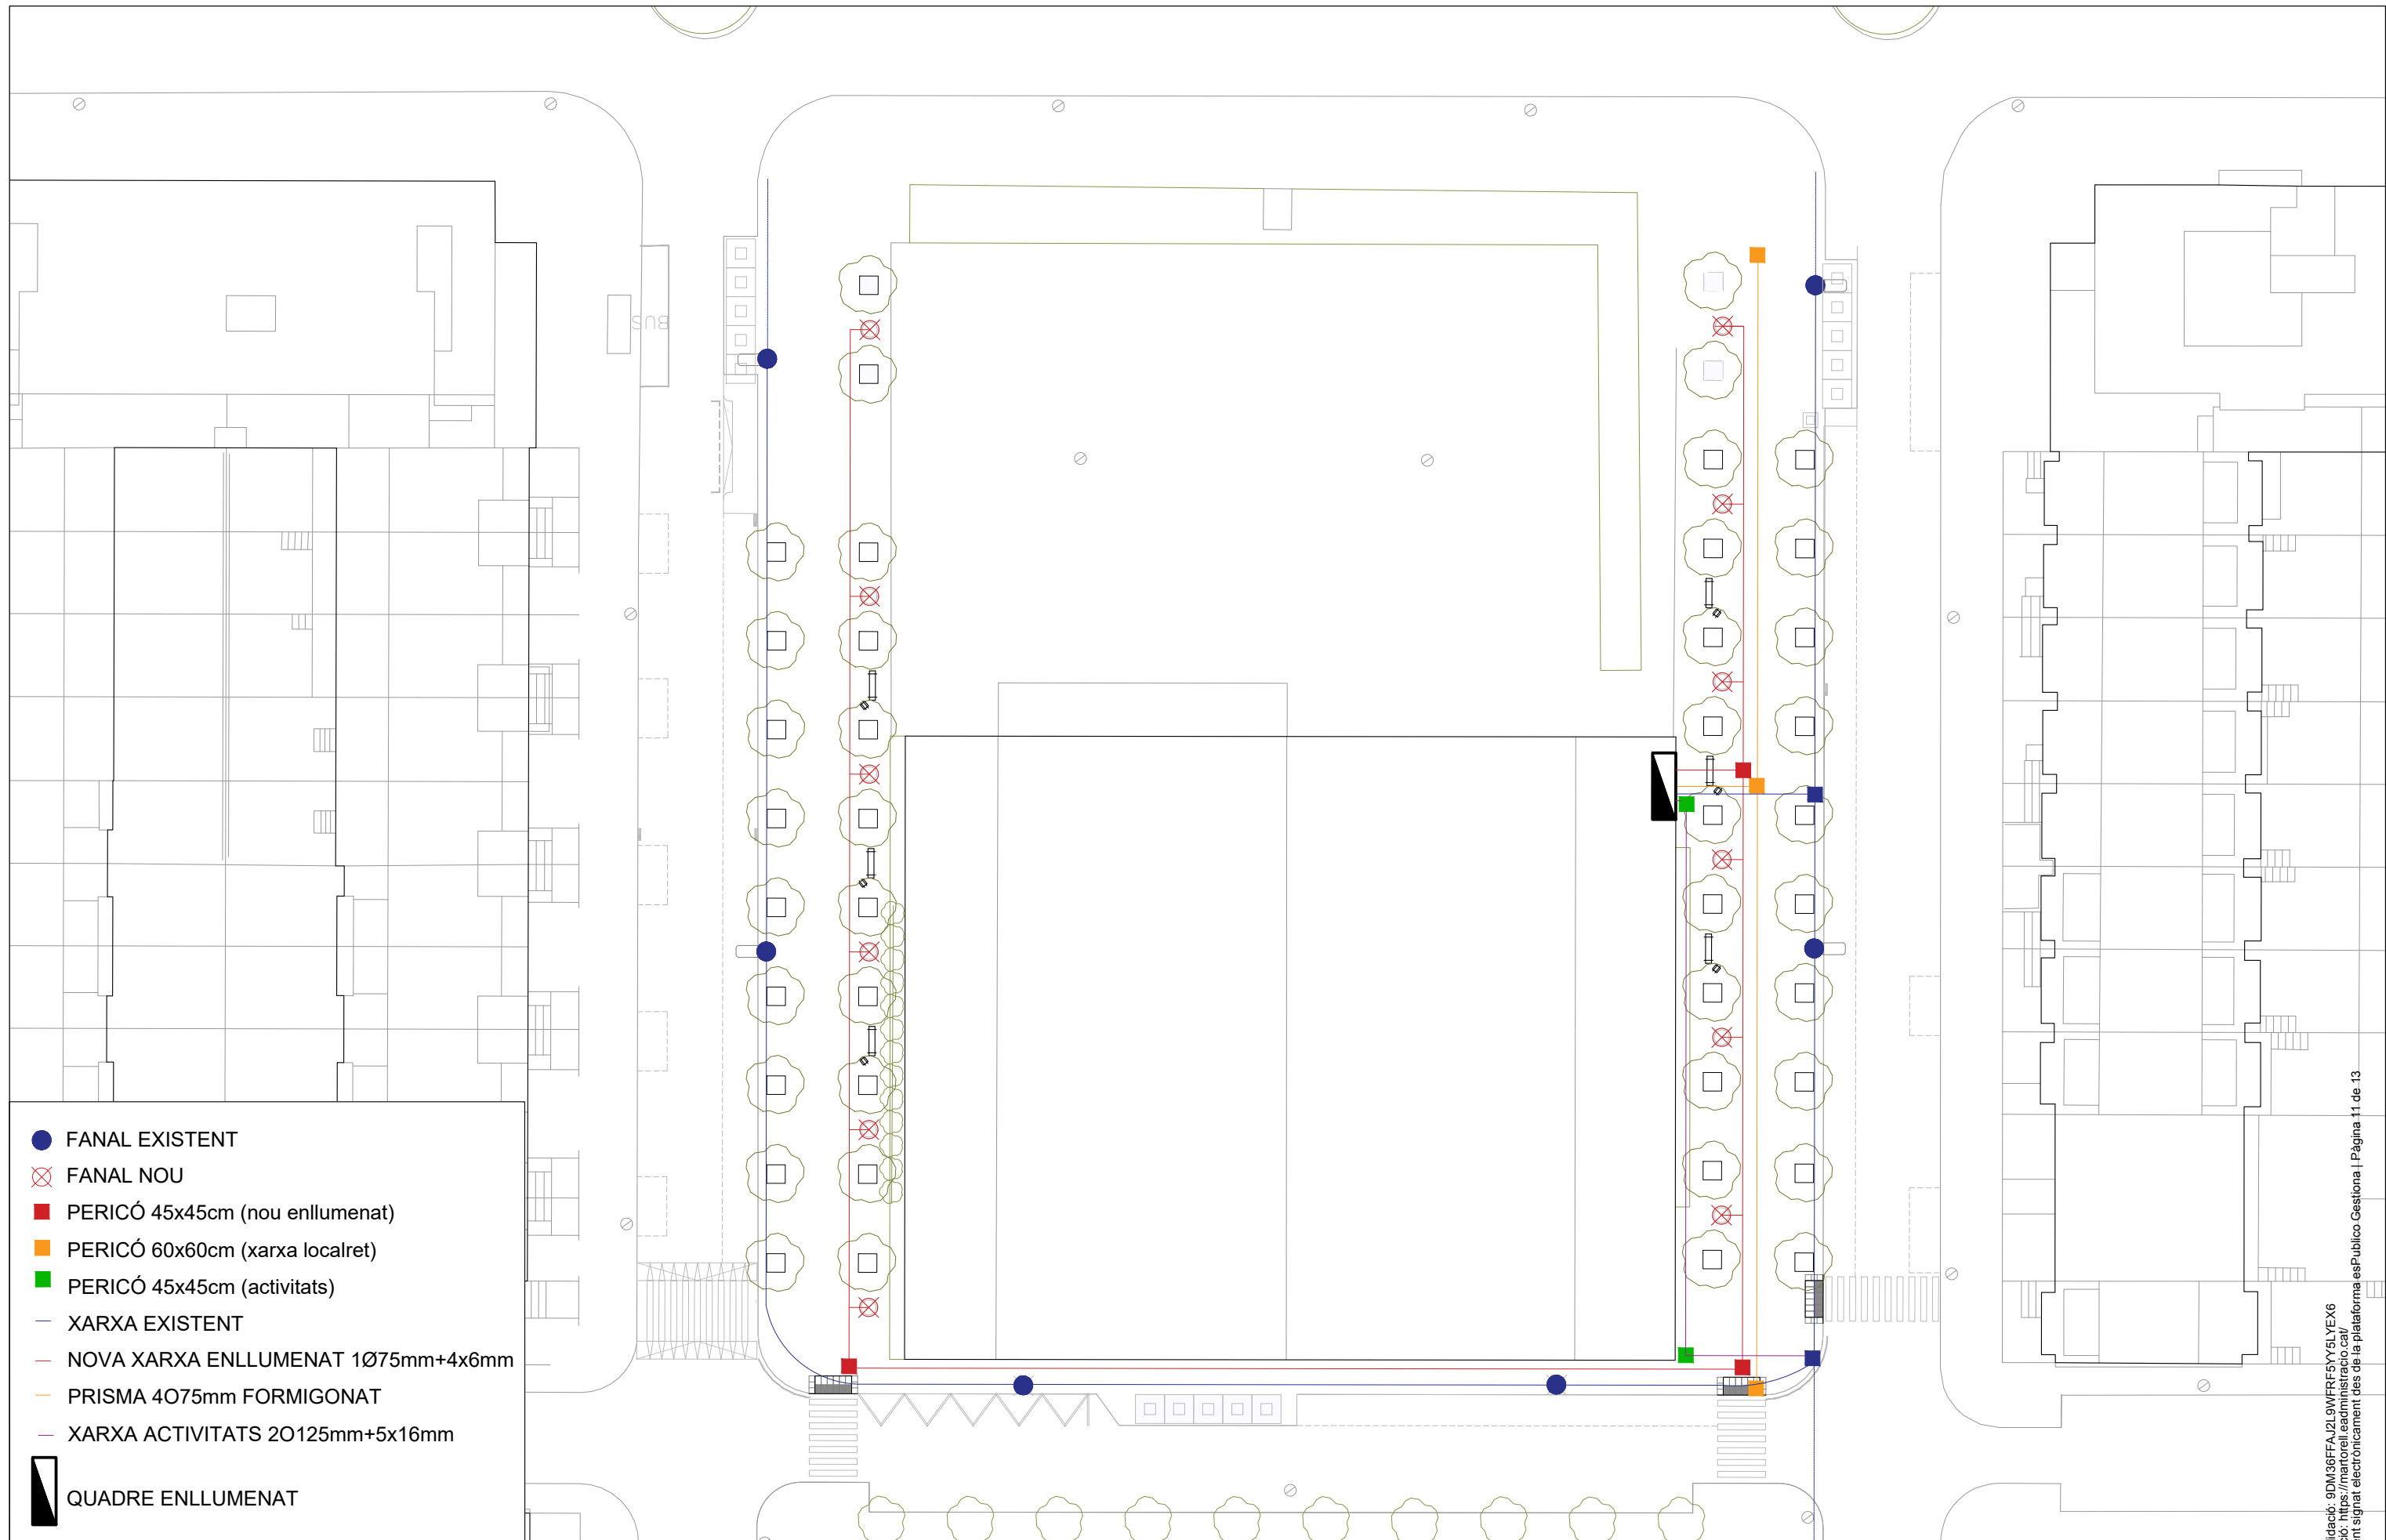 BUS
FANAL EXISTENT
FANAL NOU
PERICÓ 45x45cm (nou enllumenat)
PERICÓ 60x60cm (xarxa localret)
PERICÓ 45x45cm (activitats)
XARXA EXISTENT
NOVA XARXA ENLLUMENAT 1Ø75mm+4x6mm
PRISMA 4O75mm FORMIGONAT
XARXA ACTIVITATS 2O125mm+5x16mm
QUADRE ENLLUMENAT
idació: 9DM36FFAJ2L9WFRF5YY5LYEX6
ció: https://martorell.eadministracio.cat/
nt signat electrònicament des de la plataforma esPublico Gestiona | Pàgina 11 de 13